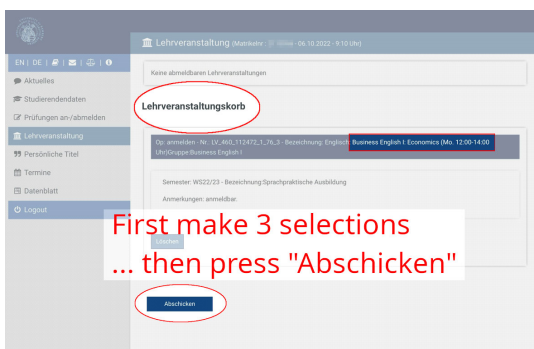 Lehrveranstaltung (Matrikelnr.: - 06.10.2022 - 9:10 Uhr)
EN | DE |
Aktuelles
Studierendendaten
Prüfungen an-/abmelden
Lehrveranstaltung
Persönliche Titel
Termine
Datenblatt
Logout
Keine abmeldbaren Lehrveranstaltungen
Lehrveranstaltungskorb
Op: anmelden - Nr.: LV_460_112472_1_76_3 - Bezeichnung: Englisch: Business English I: Economics (Mo. 12:00-14:00
Uhr)Gruppe:Business English I
Semester: WS22/23 - Bezeichnung:Sprachpraktische Ausbildung
Anmerkungen: anmeldbar.
Löschen
First make 3 selections
... then press "Abschicken"
Abschicken